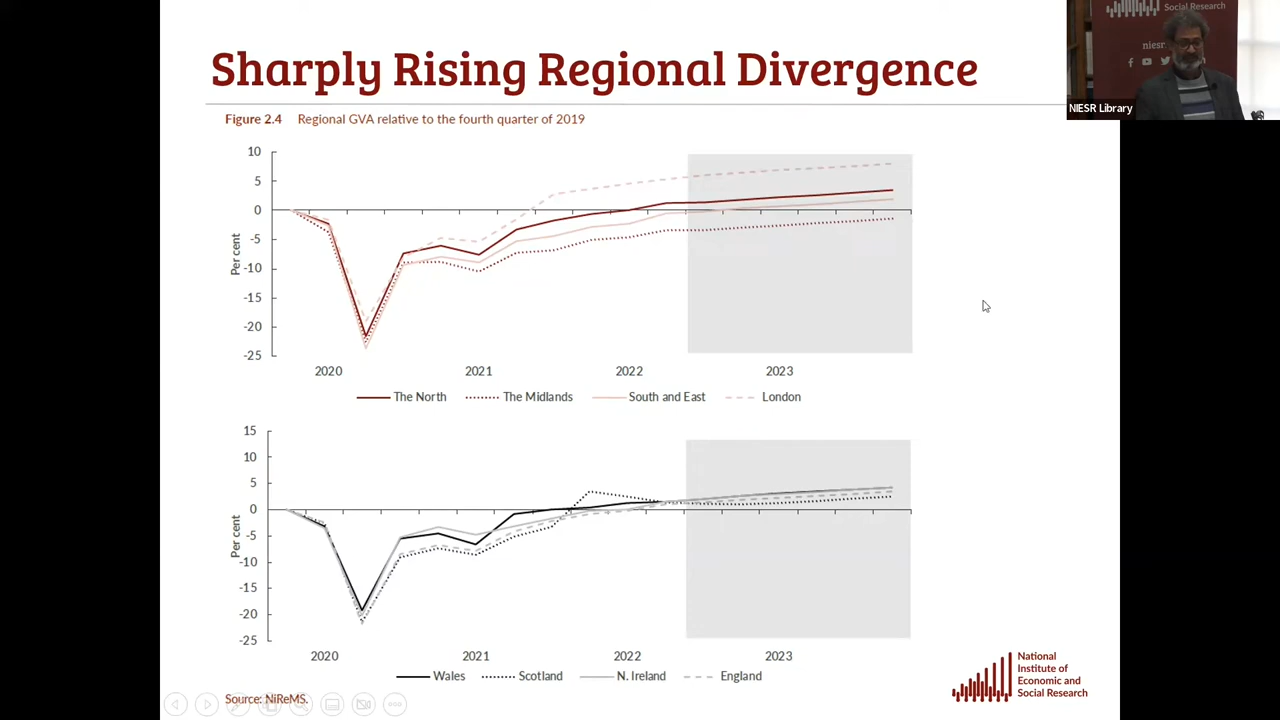 Social Research
niesr.
NIESR Library
Sharply Rising Regional Divergence
Figure 2.4 Regional GVA relative to the fourth quarter of 2019
10
5
0
-5
-10
-15
-20
-25
Per cent
2020 2021 2022 2023
The North The Midlands South and East London
15
10
5
0
-5
-10
-15
-20
-25
Per cent
2020 2021 2022 2023
Wales Scotland N. Ireland England
Source: NiReMS.
National
Institute of
Economic and
Social Research